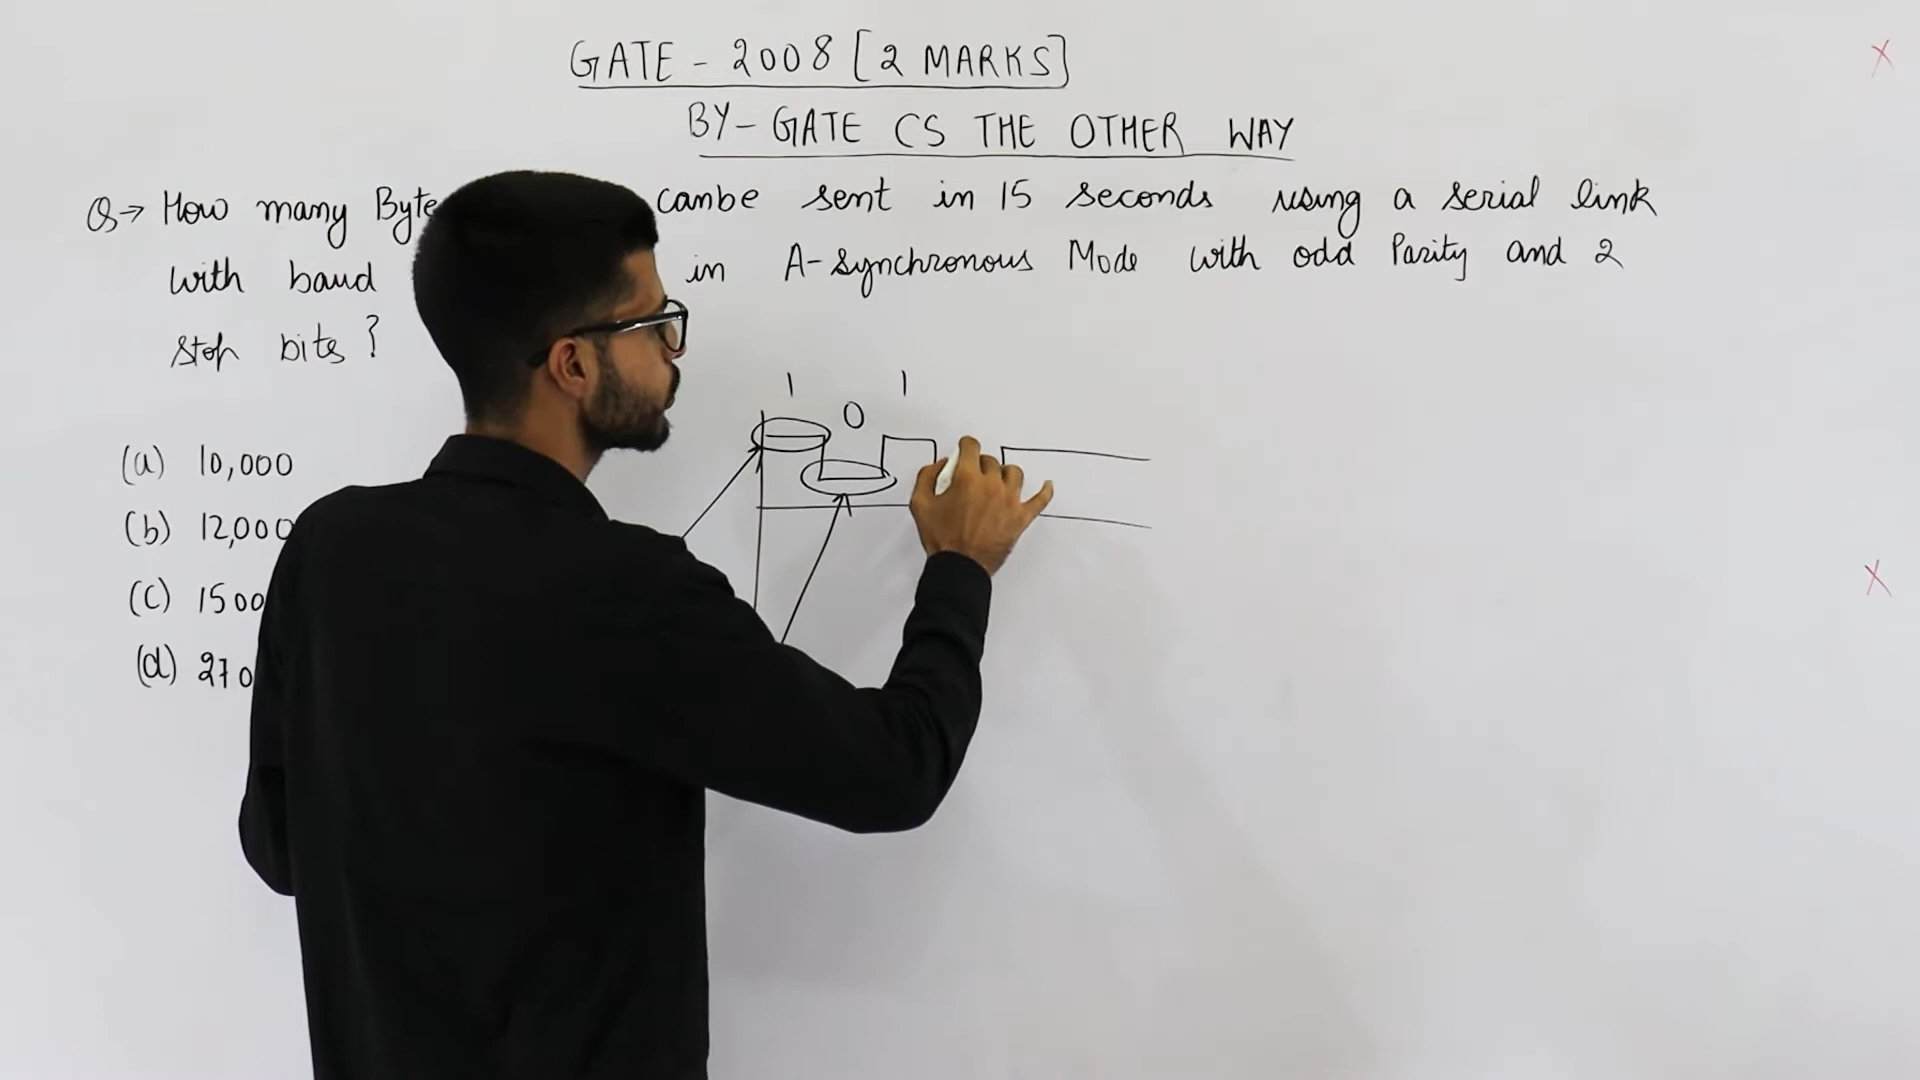 GATE - 2008 [2 MARKS]
BY - GATE CS THE OTHER WAY
Q→ How many Byte canbe sent in 15 seconds using a serial link
with baud in A-synchronous Mode with odd Parity and 2
stop bits ?
1 0 1
(a) 10,000
(b) 12,000
(c) 1500
(d) 270
X
X